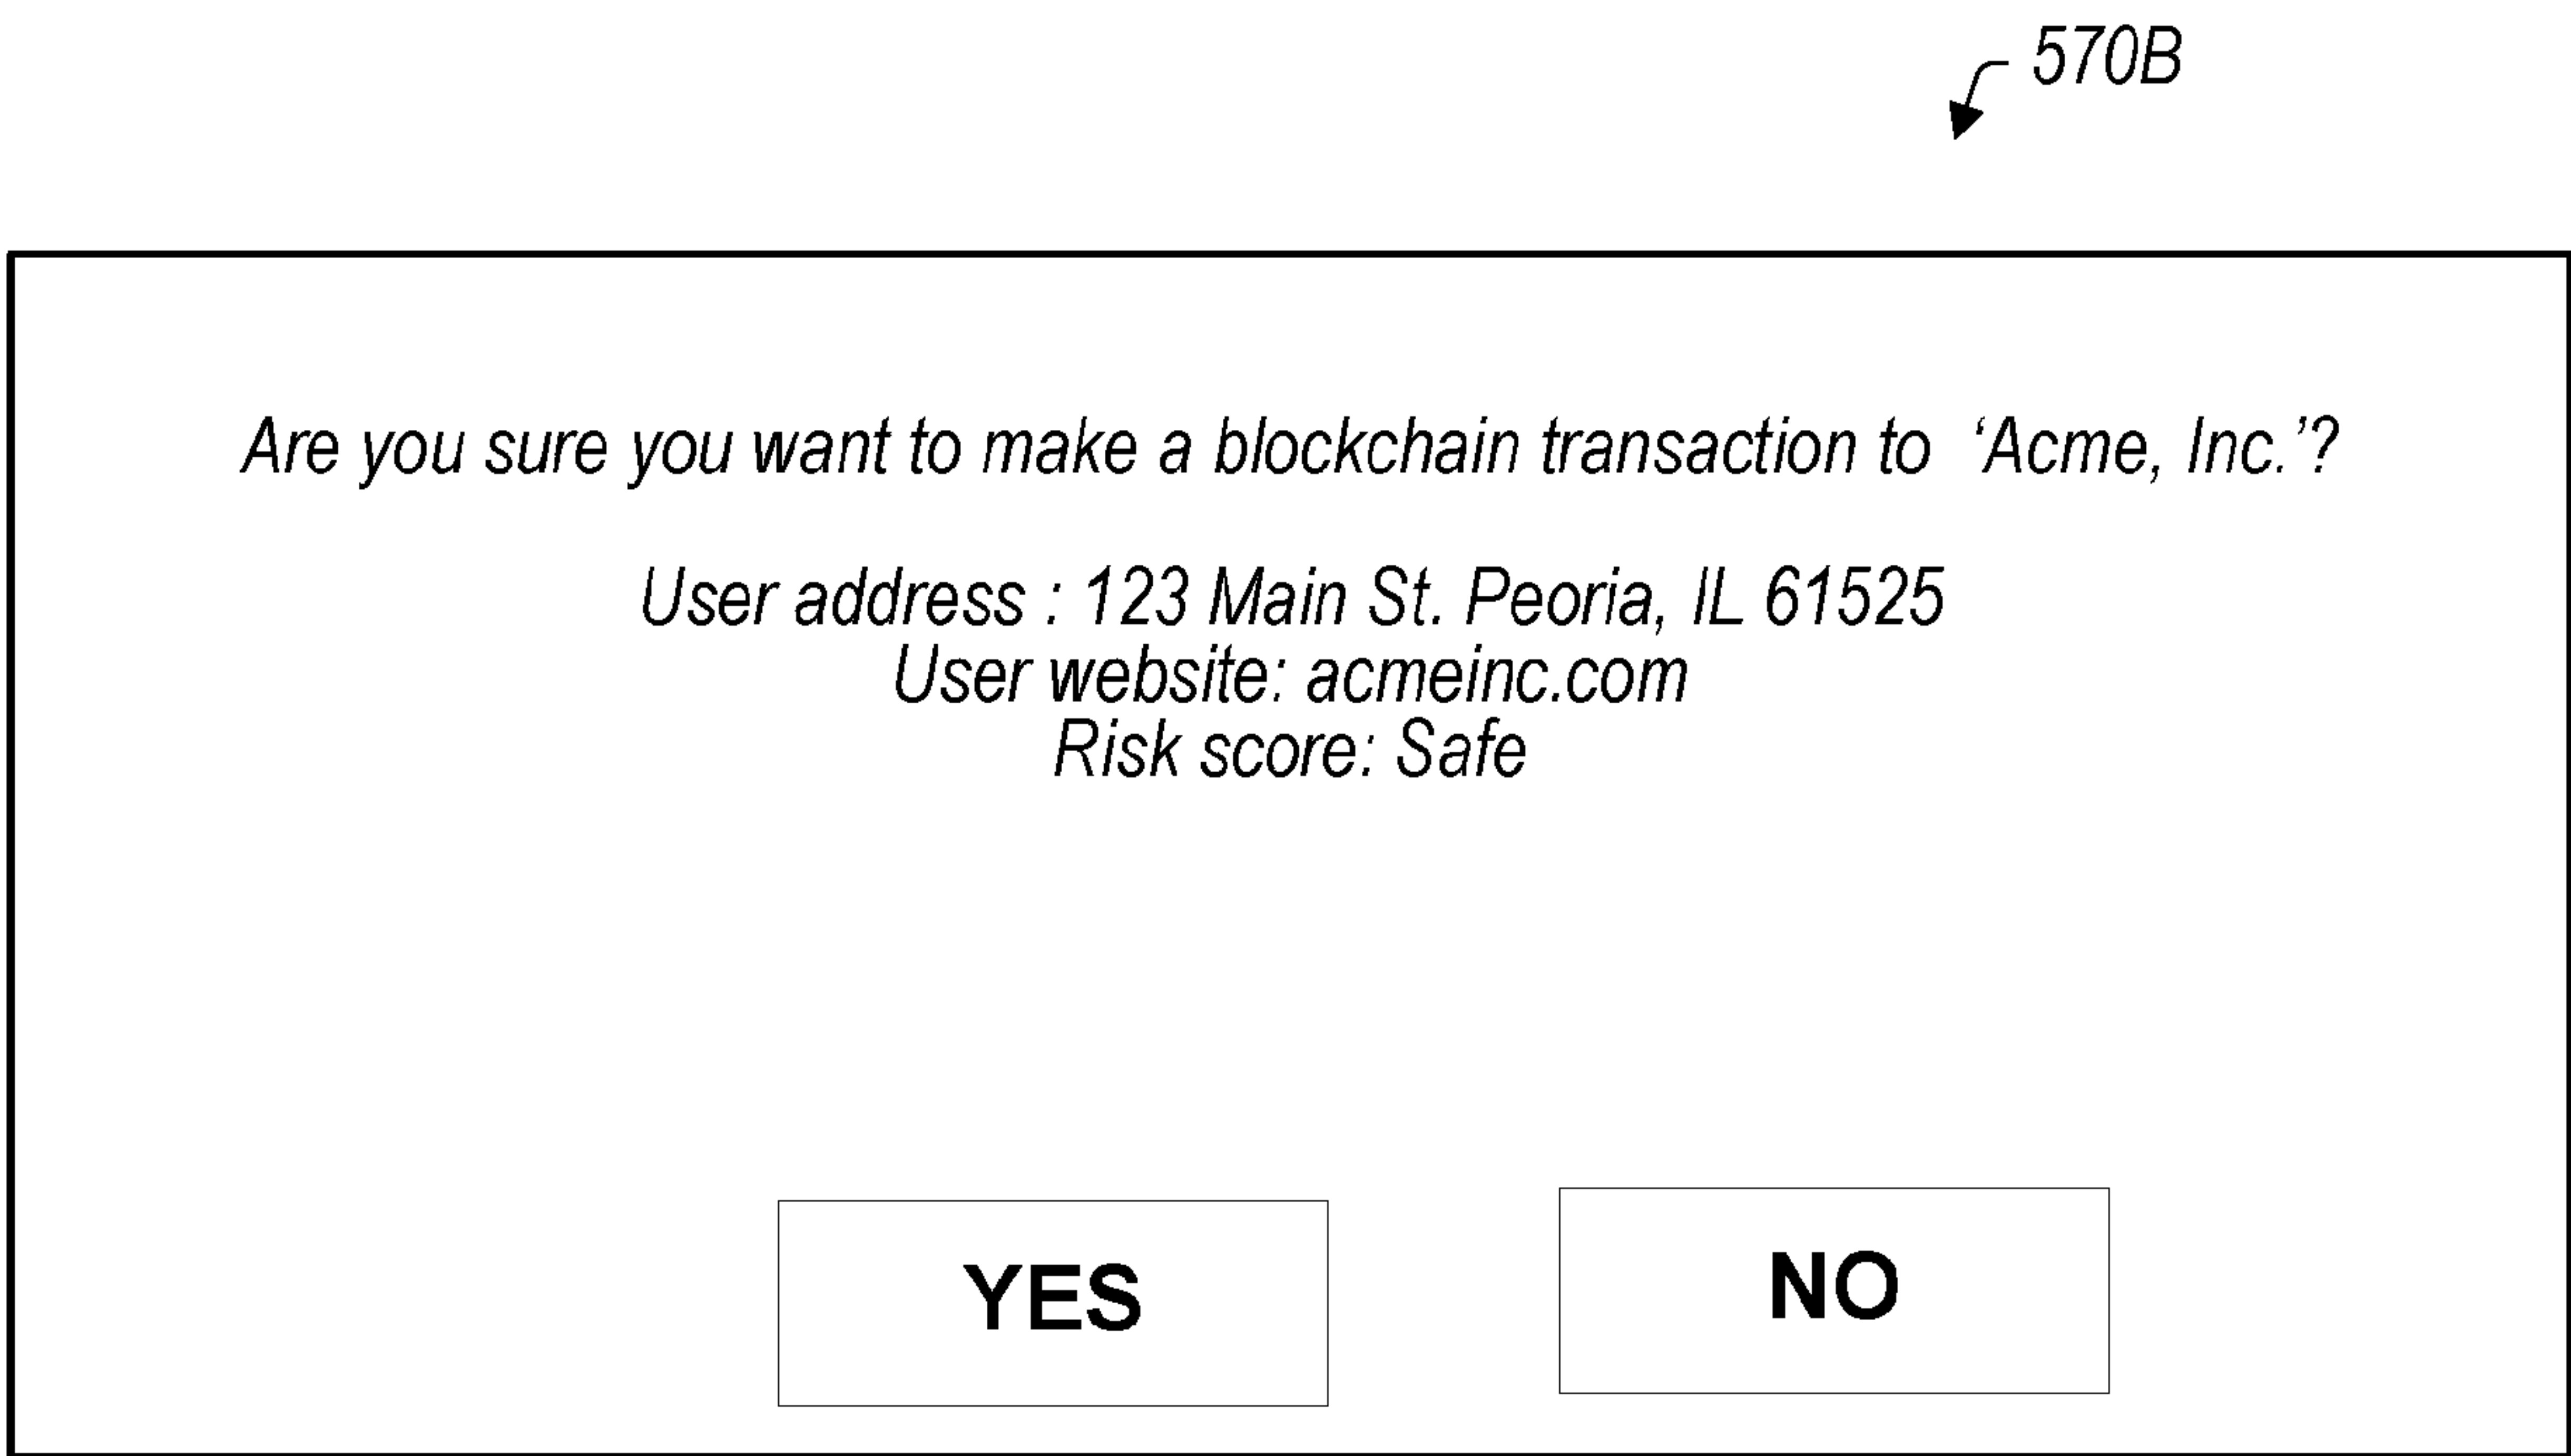 570B
Are you sure you want to make a blockchain transaction to ‘Acme, Inc.’?
User address : 123 Main St. Peoria, IL 61525
User website: acmeinc.com
Risk score: Safe
YES NO